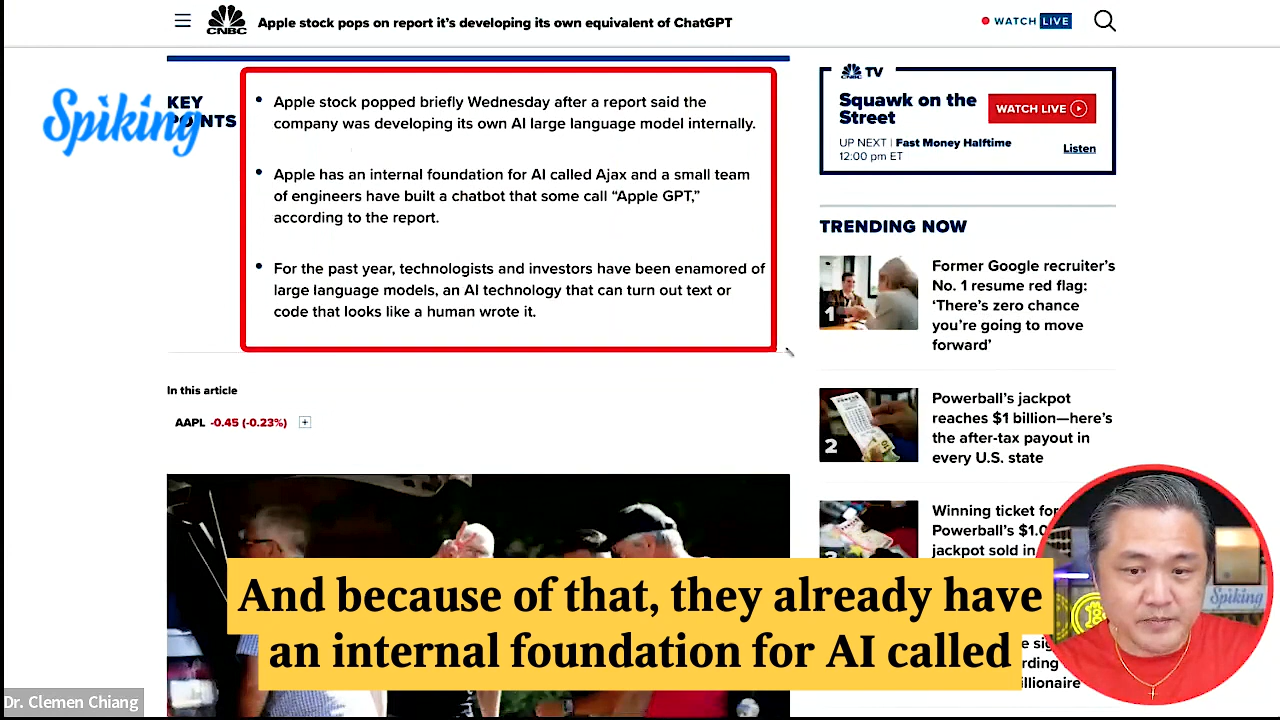 CNBC
Apple stock pops on report it's developing its own equivalent of ChatGPT
WATCH LIVE
Spiking
KEY
POINTS
Apple stock popped briefly Wednesday after a report said the
company was developing its own AI large language model internally.
Apple has an internal foundation for AI called Ajax and a small team
of engineers have built a chatbot that some call “Apple GPT,”
according to the report.
For the past year, technologists and investors have been enamored of
large language models, an AI technology that can turn out text or
code that looks like a human wrote it.
In this article
AAPL -0.45 (-0.23%) +
CNBC TV
Squawk on the
Street
WATCH LIVE
UP NEXT | Fast Money Halftime
12:00 pm ET
Listen
TRENDING NOW
1
Former Google recruiter's
No. 1 resume red flag:
‘There's zero chance
you're going to move
forward’
2
Powerball's jackpot
reaches $1 billion—here's
the after-tax payout in
every U.S. state
Winning ticket for
Powerball's $1.0
jackpot sold in
Spiking
And because of that, they already have
an internal foundation for AI called
Dr. Clemen Chiang